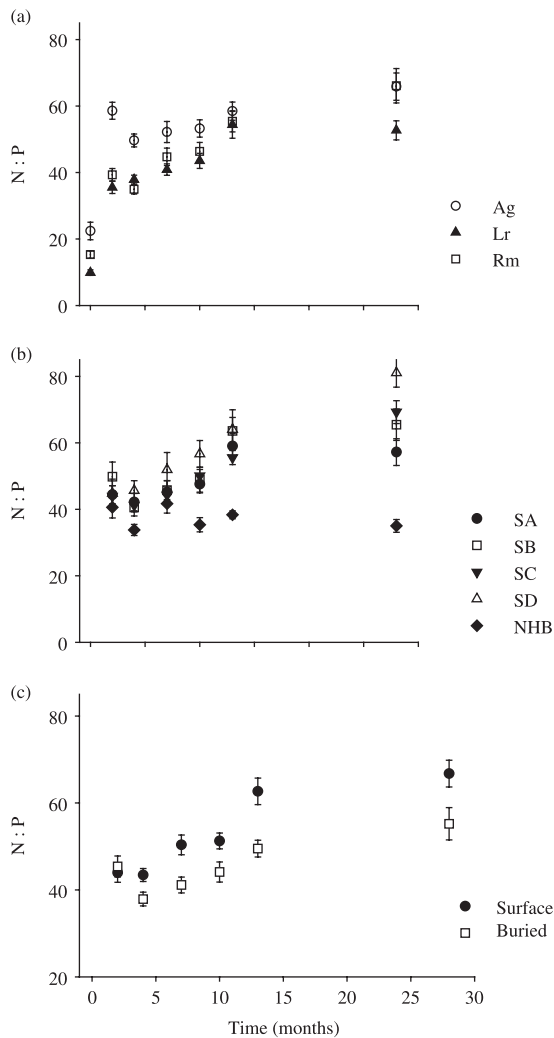 (a)
80
60
40
20
0
N : P
Ag
Lr
Rm
(b)
80
60
40
20
0
N : P
SA
SB
SC
SD
NHB
(c)
80
60
40
20
N : P
Surface
Buried
0 5 10 15 20 25 30
Time (months)